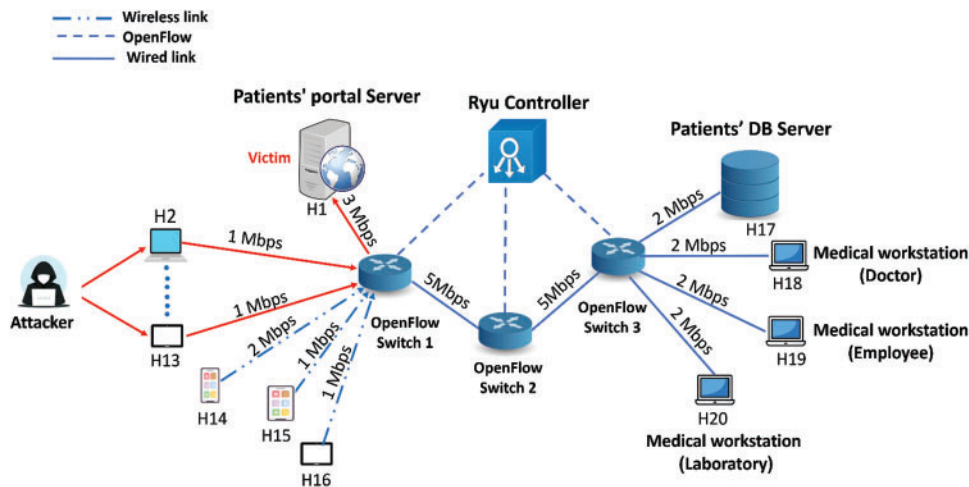 Wireless link
OpenFlow
Wired link
Patients' portal Server
Ryu Controller
Patients’ DB Server
Victim
H1
3 Mbps
H2
1 Mbps
2 Mbps
H17
2 Mbps
Medical workstation
(Doctor)
H18
Attacker
1 Mbps
H13
OpenFlow
Switch 1
5Mbps
5Mbps
OpenFlow
Switch 3
2 Mbps
Medical workstation
(Employee)
H19
2 Mbps
OpenFlow
Switch 2
2 Mbps
1 Mbps
1 Mbps
H14
H15
H16
H20
Medical workstation
(Laboratory)